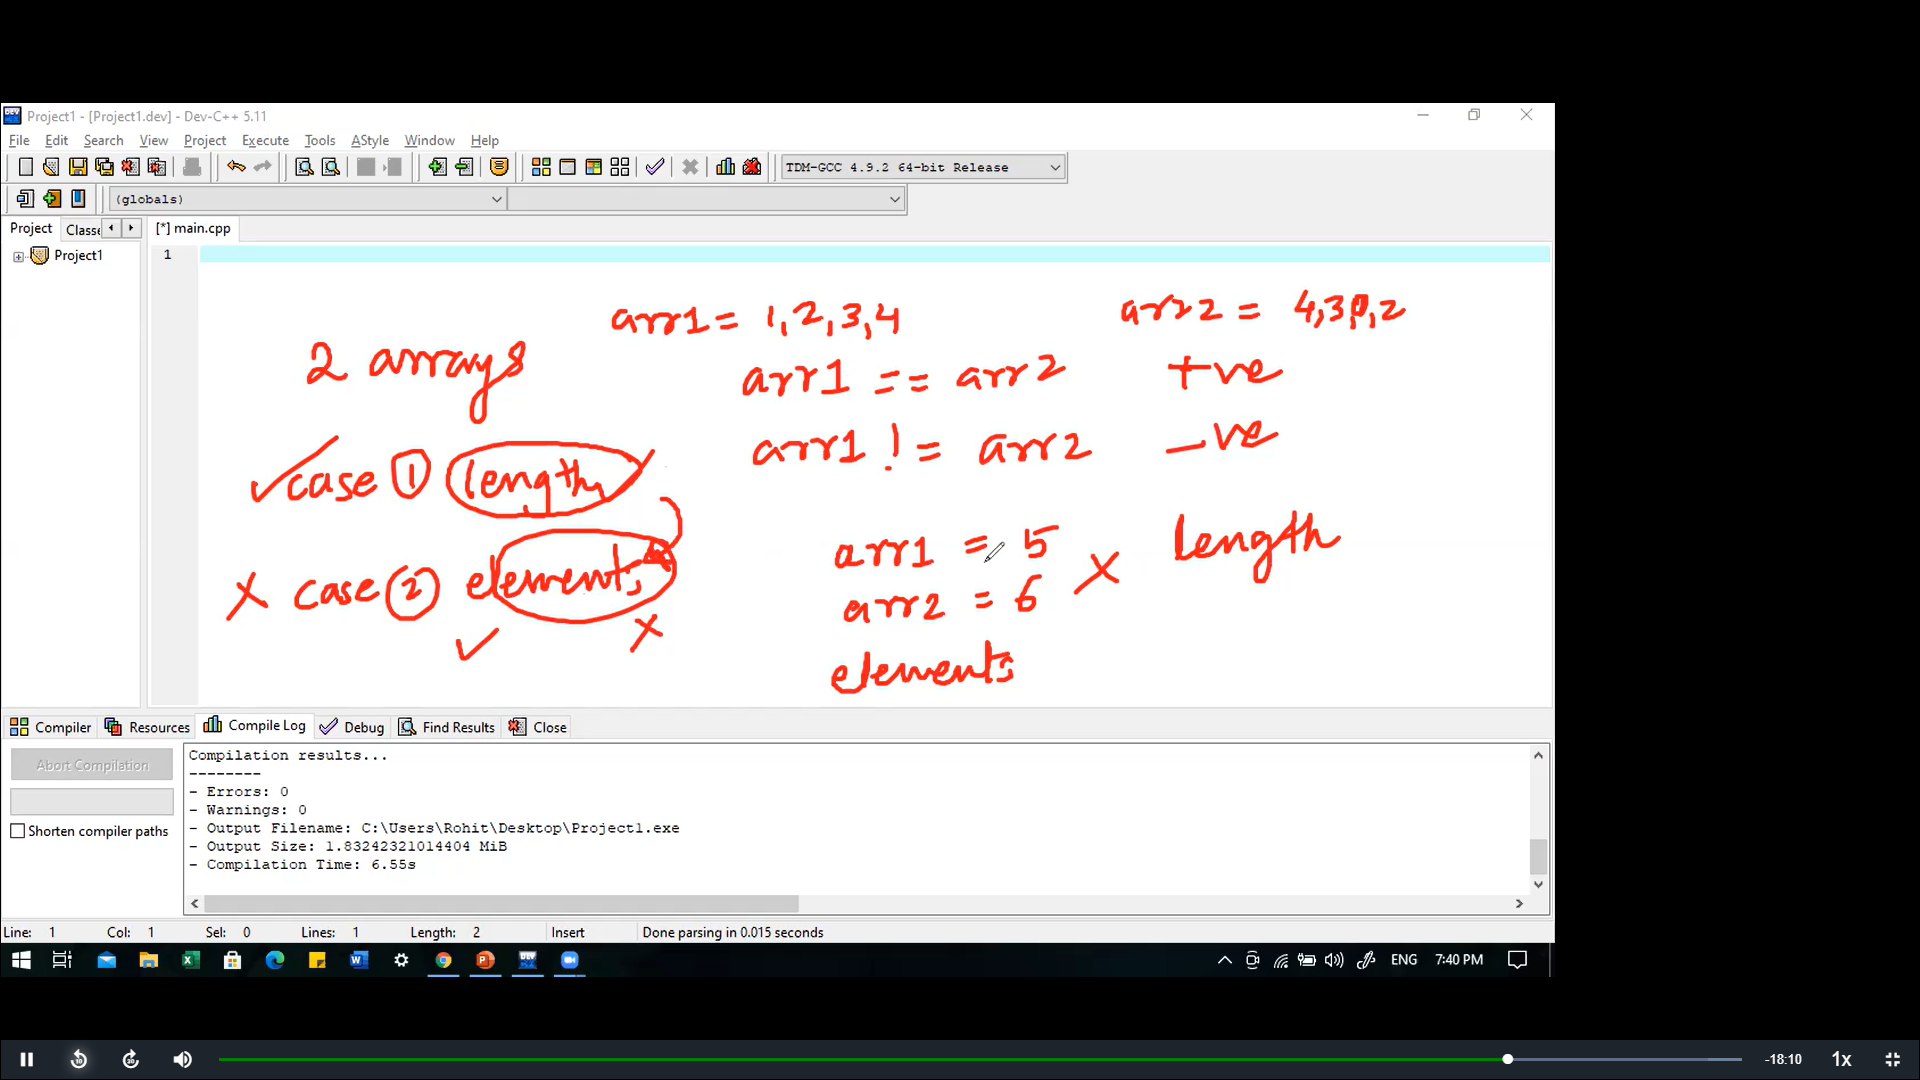 Project1 - [Project1.dev] - Dev-C++ 5.11
File Edit Search View Project Execute Tools AStyle Window Help
TDM-GCC 4.9.2 64-bit Release
(globals)
Project Classe [*] main.cpp
Project1
1
arr1 = 1,2,3,4
arr2 = 4,3,1,2
2 arrays
arr1 == arr2 +ve
arr1 != arr2 -ve
case 1 length
case 2 elements
arr1 = 5
length
arr2 = 6
elements
Compiler Resources Compile Log Debug Find Results Close
Abort Compilation
Shorten compiler paths
Compilation results...
--------
- Errors: 0
- Warnings: 0
- Output Filename: C:\Users\Rohit\Desktop\Project1.exe
- Output Size: 1.83242321014404 MiB
- Compilation Time: 6.55s
Line: 1 Col: 1 Sel: 0 Lines: 1 Length: 2 Insert Done parsing in 0.015 seconds
ENG 7:40 PM
-18:10 1x